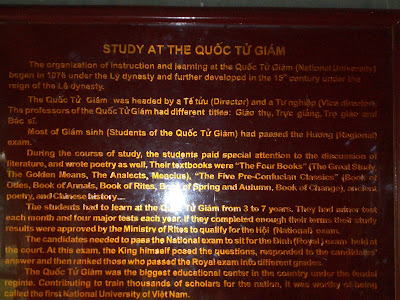 STUDY AT THE QUỐC TỬ GIÁM
The organization of instruction and learning at the Quốc Tử Giám (National University)
began in 1076 under the Lý dynasty and further developed in the 15th century under the
reign of the Lê dynasty.
The Quốc Tử Giám was headed by a Tế tửu (Director) and a Tư nghiệp (Vice director).
The professors of the Quốc Tử Giám had different titles: Giáo thụ, Trực giảng, Trợ giáo and
Bác sĩ.
Most of Giám sinh (Students of the Quốc Tử Giám) had passed the Hương (Regional)
exam.
During the course of study, the students paid special attention to the discussion of
literature, and wrote poetry as well. Their textbooks were "The Four Books" (The Great Study,
The Golden Means, The Analects, Mencius), "The Five Pre-Confucian Classics" (Book of
Odes, Book of Annals, Book of Rites, Book of Spring and Autumn, Book of Change), ancient
poetry, and Chinese history...
The students had to learn at the Quốc Tử Giám from 3 to 7 years. They had minor test
each month and four major tests each year. If they completed enough their terms their study
results were approved by the Ministry of Rites to qualify for the Hội (National) exam.
The candidates needed to pass the National exam to sit for the Đình (Royal) exam held at
the court. At this exam, the King himself posed the questions, responded to the candidates'
answer and then ranked those who passed the Royal exam into different grades.
The Quốc Tử Giám was the biggest educational center in the country under the feudal
regime. Contributing to train thousands of scholars for the nation, it was worthy of being
called the first National University of Việt Nam.